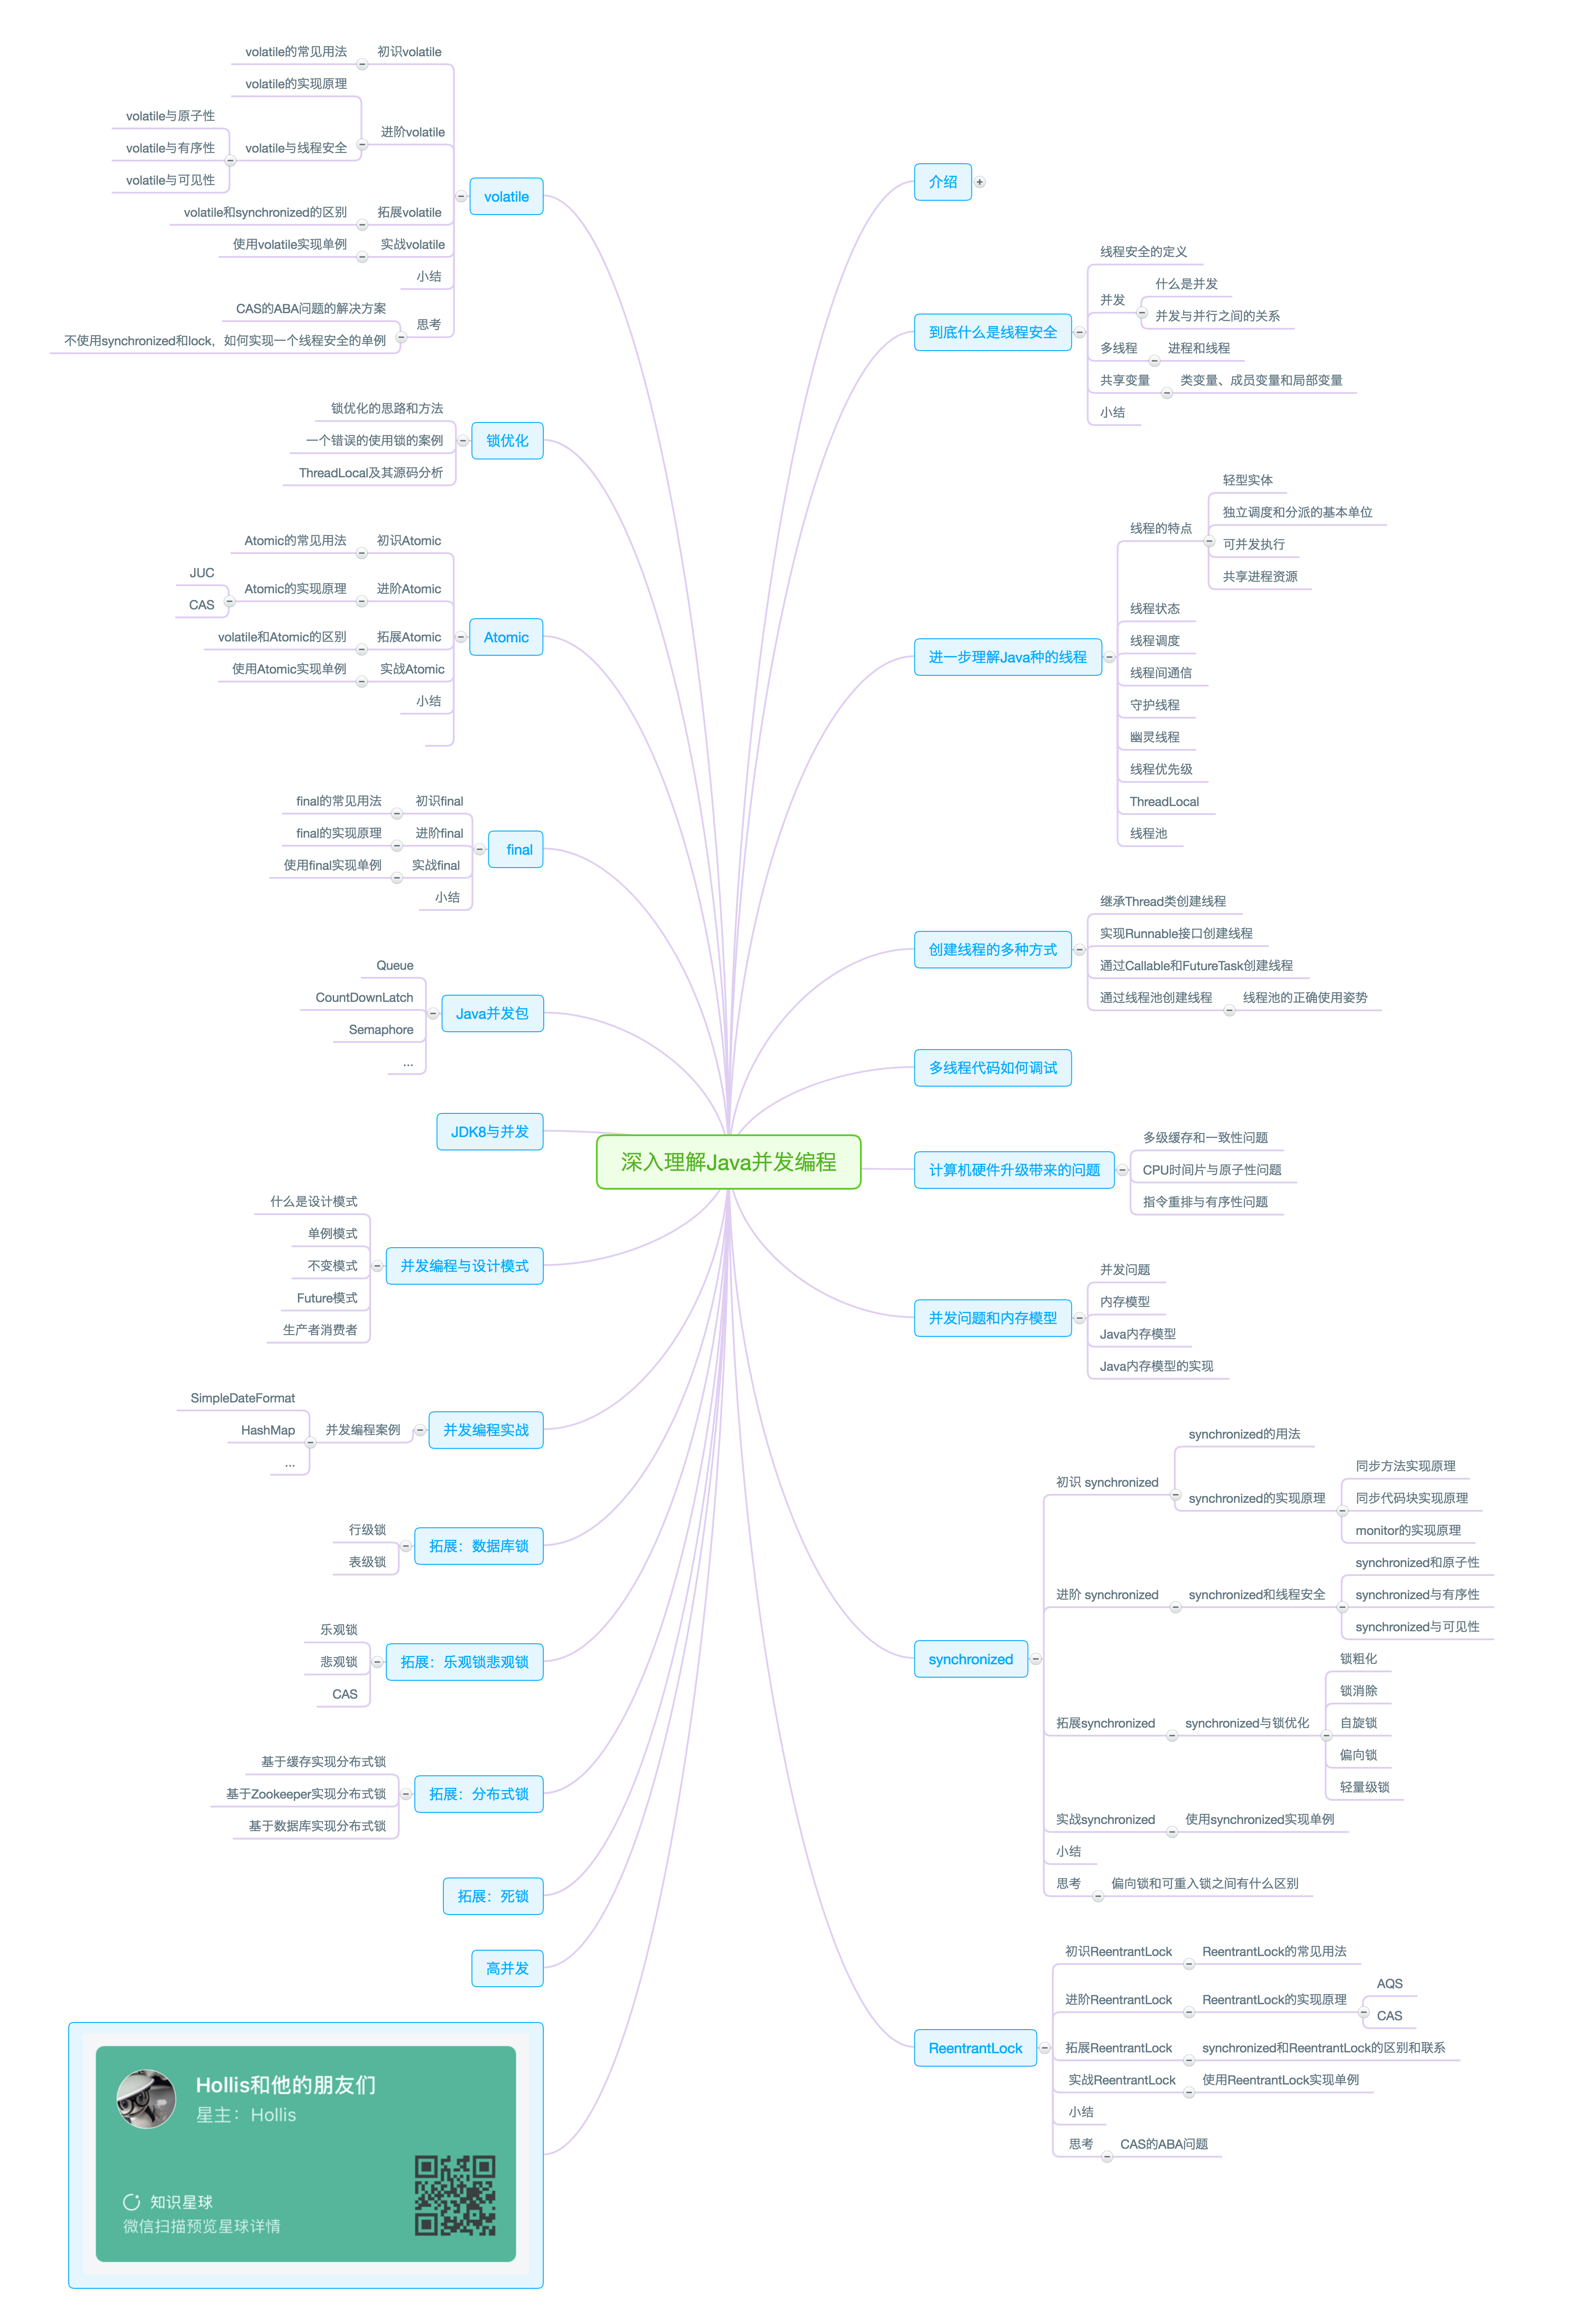 深入理解Java并发编程
介绍
到底什么是线程安全
线程安全的定义
并发
什么是并发
并发与并行之间的关系
多线程
进程和线程
共享变量
类变量、成员变量和局部变量
小结
进一步理解Java种的线程
线程的特点
轻型实体
独立调度和分派的基本单位
可并发执行
共享进程资源
线程状态
线程调度
线程间通信
守护线程
幽灵线程
线程优先级
ThreadLocal
线程池
创建线程的多种方式
继承Thread类创建线程
实现Runnable接口创建线程
通过Callable和FutureTask创建线程
通过线程池创建线程
线程池的正确使用姿势
多线程代码如何调试
计算机硬件升级带来的问题
多级缓存和一致性问题
CPU时间片与原子性问题
指令重排与有序性问题
并发问题和内存模型
并发问题
内存模型
Java内存模型
Java内存模型的实现
synchronized
初识 synchronized
synchronized的用法
synchronized的实现原理
同步方法实现原理
同步代码块实现原理
monitor的实现原理
进阶 synchronized
synchronized和线程安全
synchronized和原子性
synchronized与有序性
synchronized与可见性
拓展synchronized
synchronized与锁优化
锁粗化
锁消除
自旋锁
偏向锁
轻量级锁
实战synchronized
使用synchronized实现单例
小结
思考
偏向锁和可重入锁之间有什么区别
ReentrantLock
初识ReentrantLock
ReentrantLock的常见用法
进阶ReentrantLock
ReentrantLock的实现原理
AQS
CAS
拓展ReentrantLock
synchronized和ReentrantLock的区别和联系
实战ReentrantLock
使用ReentrantLock实现单例
小结
思考
CAS的ABA问题
volatile
初识volatile
volatile的常见用法
进阶volatile
volatile的实现原理
volatile与线程安全
volatile与原子性
volatile与有序性
volatile与可见性
拓展volatile
volatile和synchronized的区别
实战volatile
使用volatile实现单例
小结
思考
CAS的ABA问题的解决方案
不使用synchronized和lock，如何实现一个线程安全的单例
锁优化
锁优化的思路和方法
一个错误的使用锁的案例
ThreadLocal及其源码分析
Atomic
初识Atomic
Atomic的常见用法
进阶Atomic
Atomic的实现原理
JUC
CAS
拓展Atomic
volatile和Atomic的区别
实战Atomic
使用Atomic实现单例
小结
final
初识final
final的常见用法
进阶final
final的实现原理
实战final
使用final实现单例
小结
Java并发包
Queue
CountDownLatch
Semaphore
...
JDK8与并发
并发编程与设计模式
什么是设计模式
单例模式
不变模式
Future模式
生产者消费者
并发编程实战
并发编程案例
SimpleDateFormat
HashMap
...
拓展：数据库锁
行级锁
表级锁
拓展：乐观锁悲观锁
乐观锁
悲观锁
CAS
拓展：分布式锁
基于缓存实现分布式锁
基于Zookeeper实现分布式锁
基于数据库实现分布式锁
拓展：死锁
高并发
Hollis和他的朋友们
星主：Hollis
知识星球
微信扫描预览星球详情